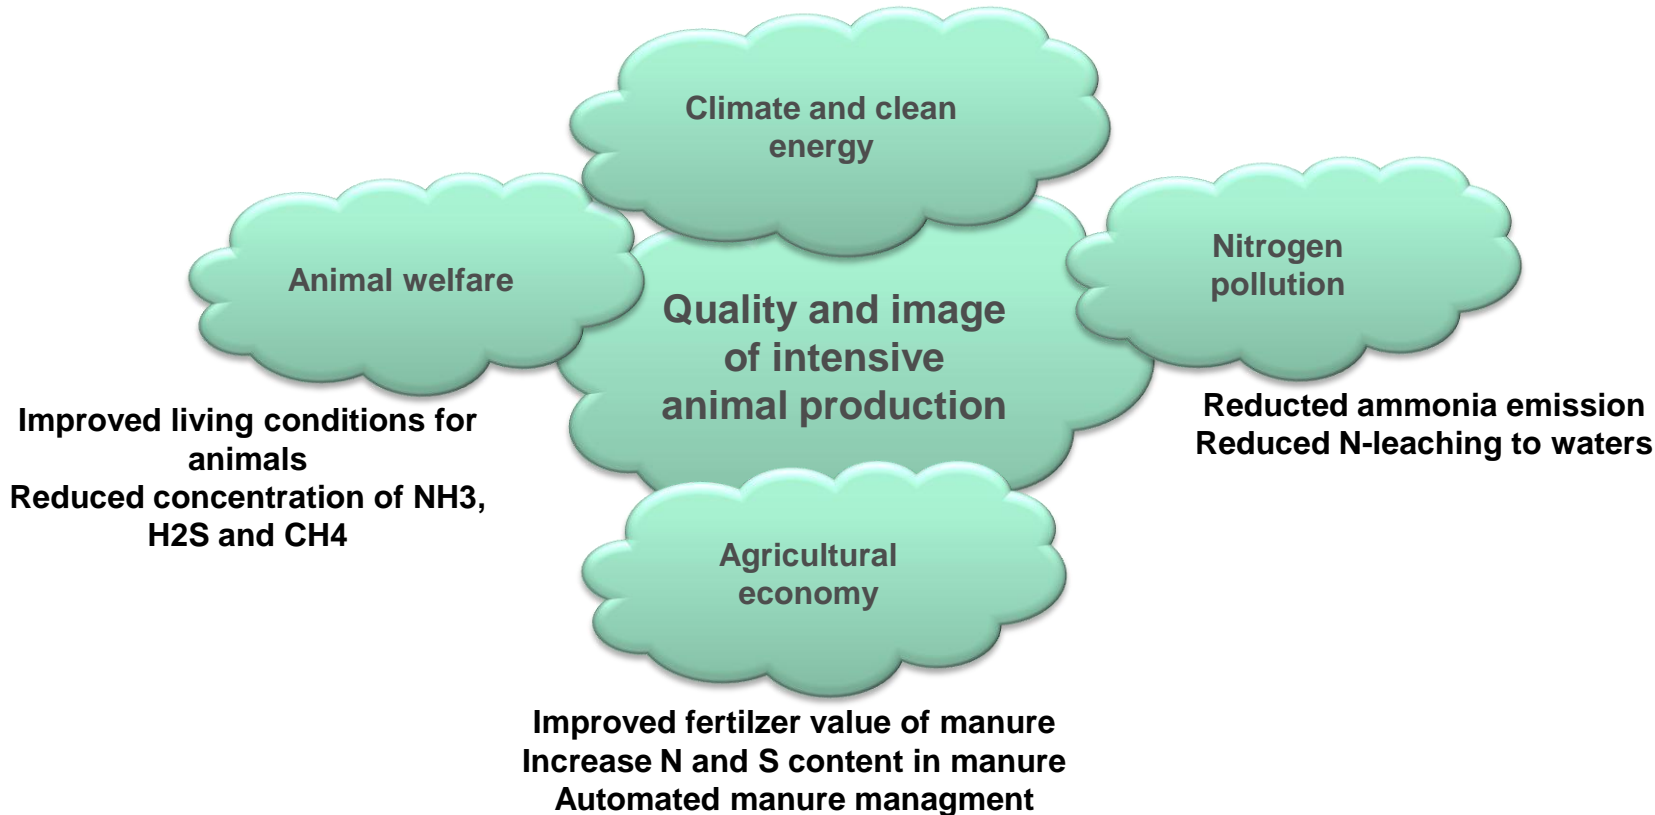 Climate and clean
energy
Animal welfare
Nitrogen
pollution
Quality and image
of intensive
animal production
Improved living conditions for
animals
Reduced concentration of NH3,
H2S and CH4
Reducted ammonia emission
Reduced N-leaching to waters
Agricultural
economy
Improved fertilzer value of manure
Increase N and S content in manure
Automated manure managment